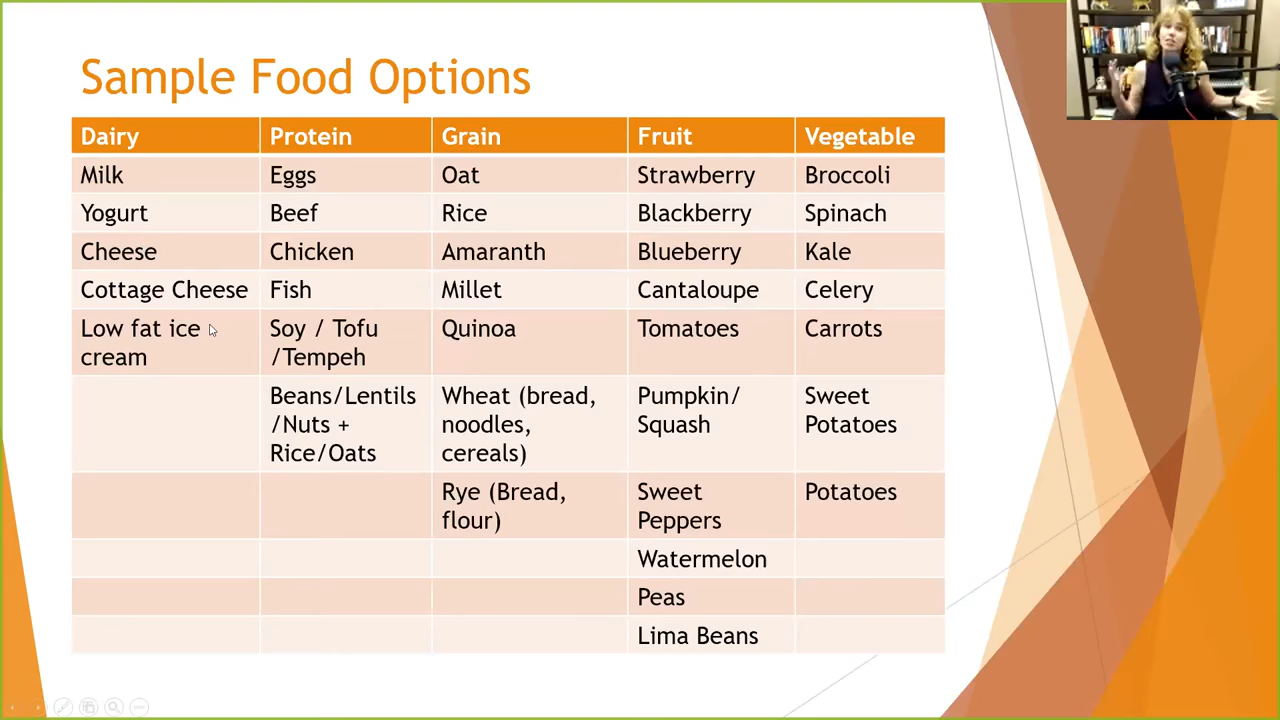 Sample Food Options
Dairy Protein Grain Fruit Vegetable
Milk Eggs Oat Strawberry Broccoli
Yogurt Beef Rice Blackberry Spinach
Cheese Chicken Amaranth Blueberry Kale
Cottage Cheese Fish Millet Cantaloupe Celery
Low fat ice Soy / Tofu Quinoa Tomatoes Carrots
cream /Tempeh
Beans/Lentils Wheat (bread, Pumpkin/ Sweet
/Nuts + noodles, Squash Potatoes
Rice/Oats cereals)
Rye (Bread, Sweet Potatoes
flour) Peppers
Watermelon
Peas
Lima Beans